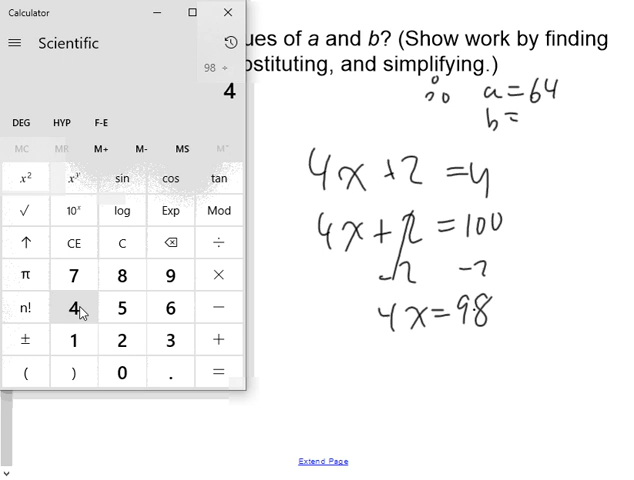 Calculator
Scientific
98 ÷
4
DEG HYP F-E
MC MR M+ M- MS M˅
x² xʸ sin cos tan
√ 10ˣ log Exp Mod
↑ CE C ⌫ ÷
π 7 8 9 ×
n! 4 5 6 −
± 1 2 3 +
( ) 0 . =
ues of a and b? (Show work by finding
ostituting, and simplifying.)
∴ a = 64
b =
4x + 2 = y
4x + 2 = 100
-2 -2
4x = 98
Extend Page